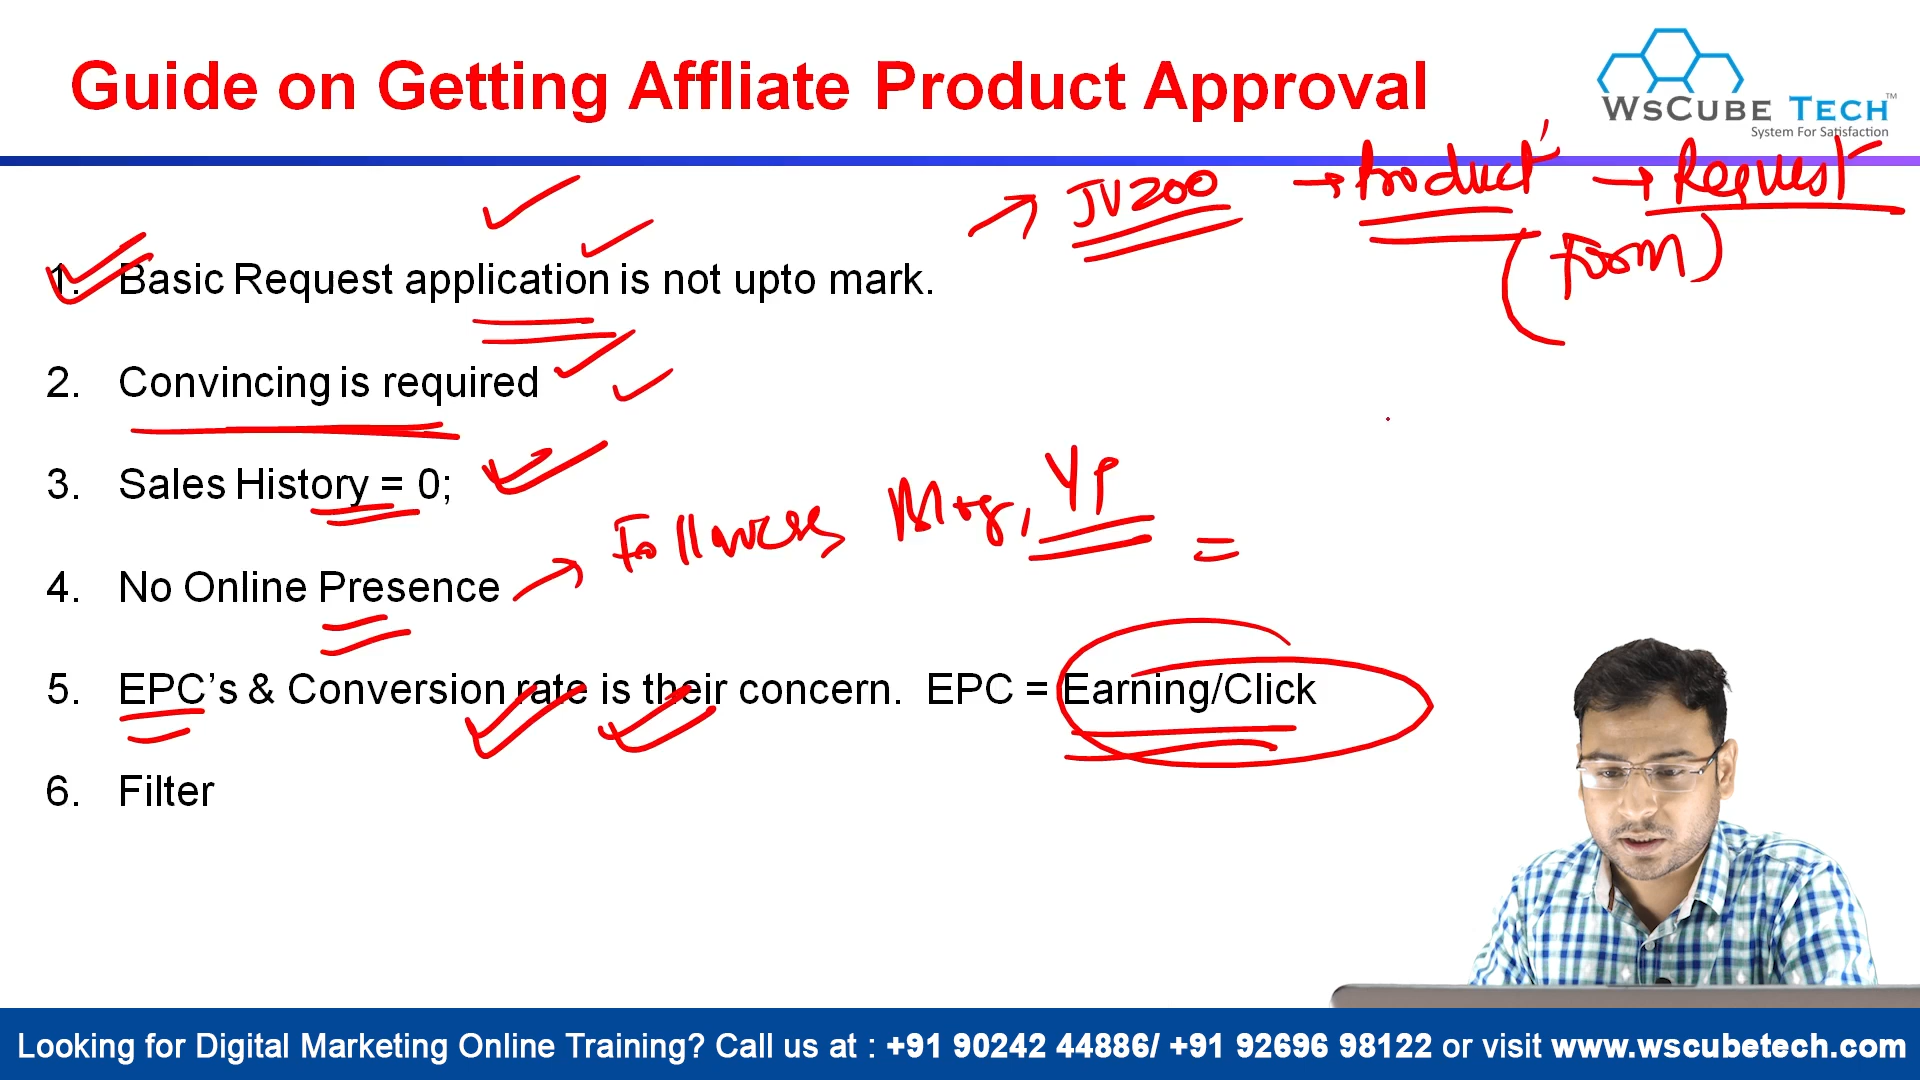 Guide on Getting Affliate Product Approval
WsCube Tech™
System For Satisfaction
→ JVZOO → Product → Request
(Form)
1. Basic Request application is not upto mark.
2. Convincing is required
3. Sales History = 0;
4. No Online Presence → Followers
5. EPC's & Conversion rate is their concern. EPC = Earning/Click
6. Filter
Looking for Digital Marketing Online Training? Call us at : +91 90242 44886/ +91 92696 98122 or visit www.wscubetech.com